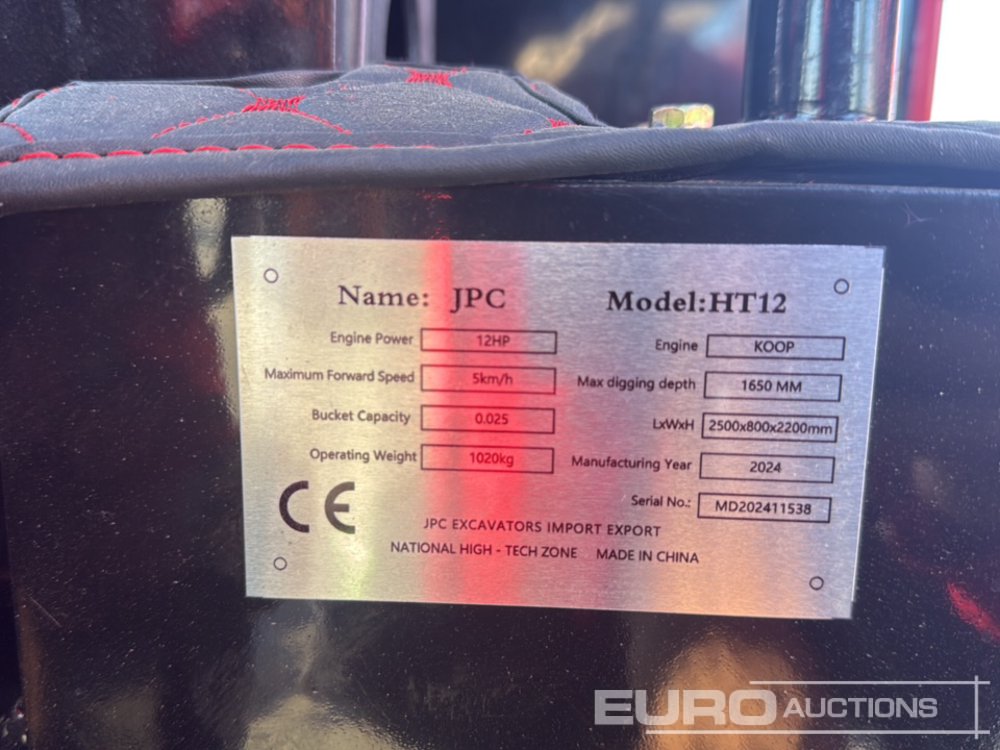 Name: JPC Model:HT12
Engine Power 12HP Engine KOOP
Maximum Forward Speed 5km/h Max digging depth 1650 MM
Bucket Capacity 0.025 LxWxH 2500x800x2200mm
Operating Weight 1020kg Manufacturing Year 2024
Serial No.: MD202411538
CE
JPC EXCAVATORS IMPORT EXPORT
NATIONAL HIGH - TECH ZONE MADE IN CHINA
EURO AUCTIONS